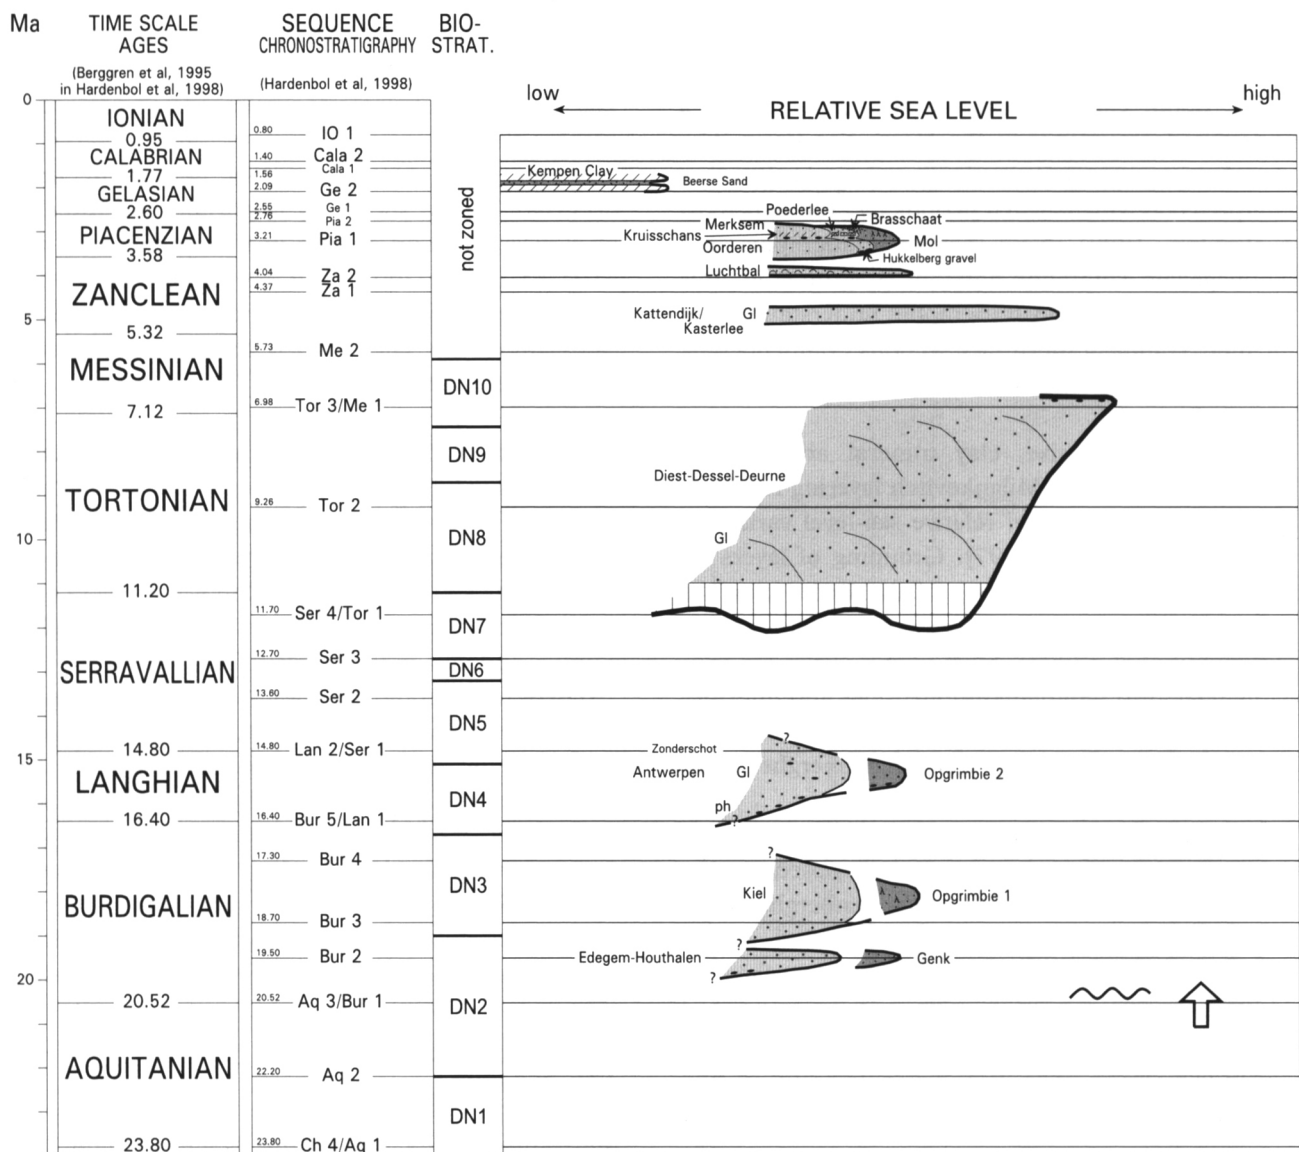 Ma
TIME SCALE
AGES
(Berggren et al, 1995
in Hardenbol et al, 1998)
SEQUENCE
CHRONOSTRATIGRAPHY
(Hardenbol et al, 1998)
BIO-
STRAT.
low
RELATIVE SEA LEVEL
high
0
5
10
15
20
IONIAN
0.95
CALABRIAN
1.77
GELASIAN
2.60
PIACENZIAN
3.58
ZANCLEAN
5.32
MESSINIAN
7.12
TORTONIAN
11.20
SERRAVALLIAN
14.80
LANGHIAN
16.40
BURDIGALIAN
20.52
AQUITANIAN
23.80
0.80 IO 1
1.40 Cala 2
1.56 Cala 1
2.09 Ge 2
2.55 Ge 1
2.76 Pia 2
3.21 Pia 1
4.04 Za 2
4.37 Za 1
5.73 Me 2
6.98 Tor 3/Me 1
9.26 Tor 2
11.70 Ser 4/Tor 1
12.70 Ser 3
13.60 Ser 2
14.80 Lan 2/Ser 1
16.40 Bur 5/Lan 1
17.30 Bur 4
18.70 Bur 3
19.50 Bur 2
20.52 Aq 3/Bur 1
22.20 Aq 2
23.80 Ch 4/Aq 1
not zoned
DN10
DN9
DN8
DN7
DN6
DN5
DN4
DN3
DN2
DN1
Kempen Clay
Beerse Sand
Poederlee
Merksem
Brasschaat
Kruisschans
Mol
Oorderen
Hukkelberg gravel
Luchtbal
Kattendijk/
Kasterlee
Gl
Diest-Dessel-Deurne
Gl
?
Zonderschot
Antwerpen Gl
Opgrimbie 2
ph
?
?
Kiel
Opgrimbie 1
?
Edegem-Houthalen
Genk
?